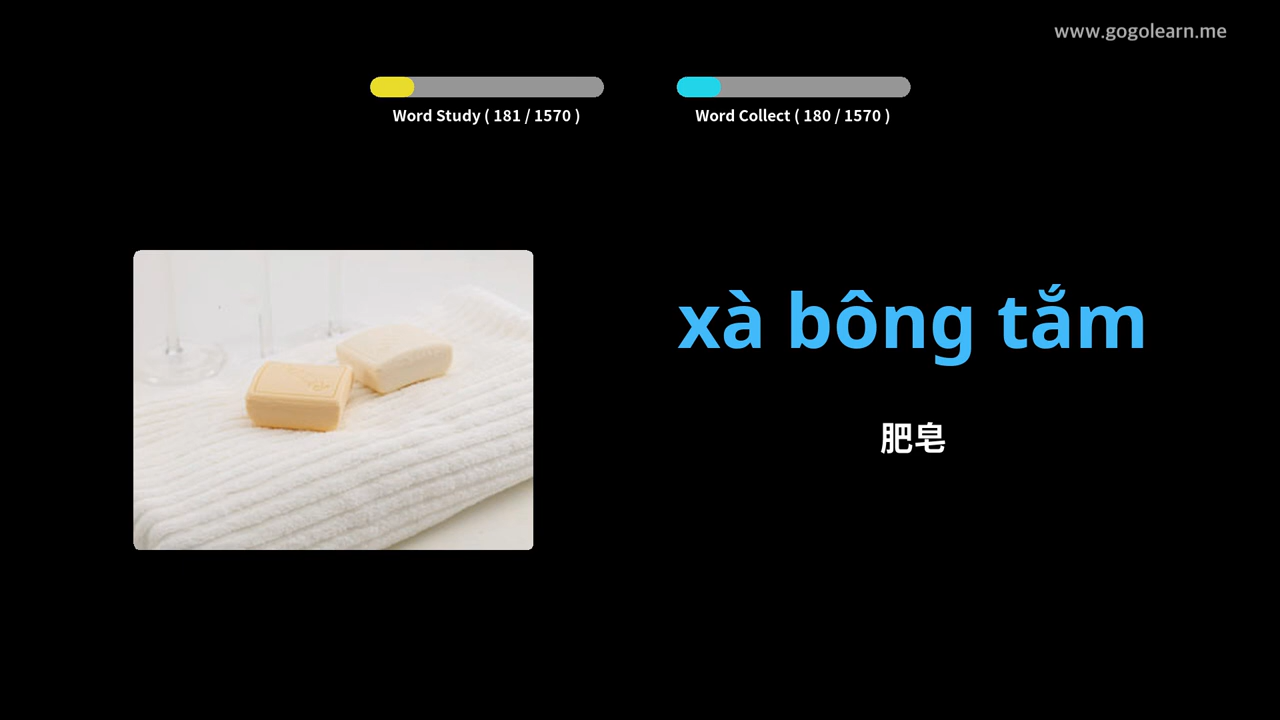 www.gogolearn.me
Word Study ( 181 / 1570 )
Word Collect ( 180 / 1570 )
xà bông tắm
肥皂